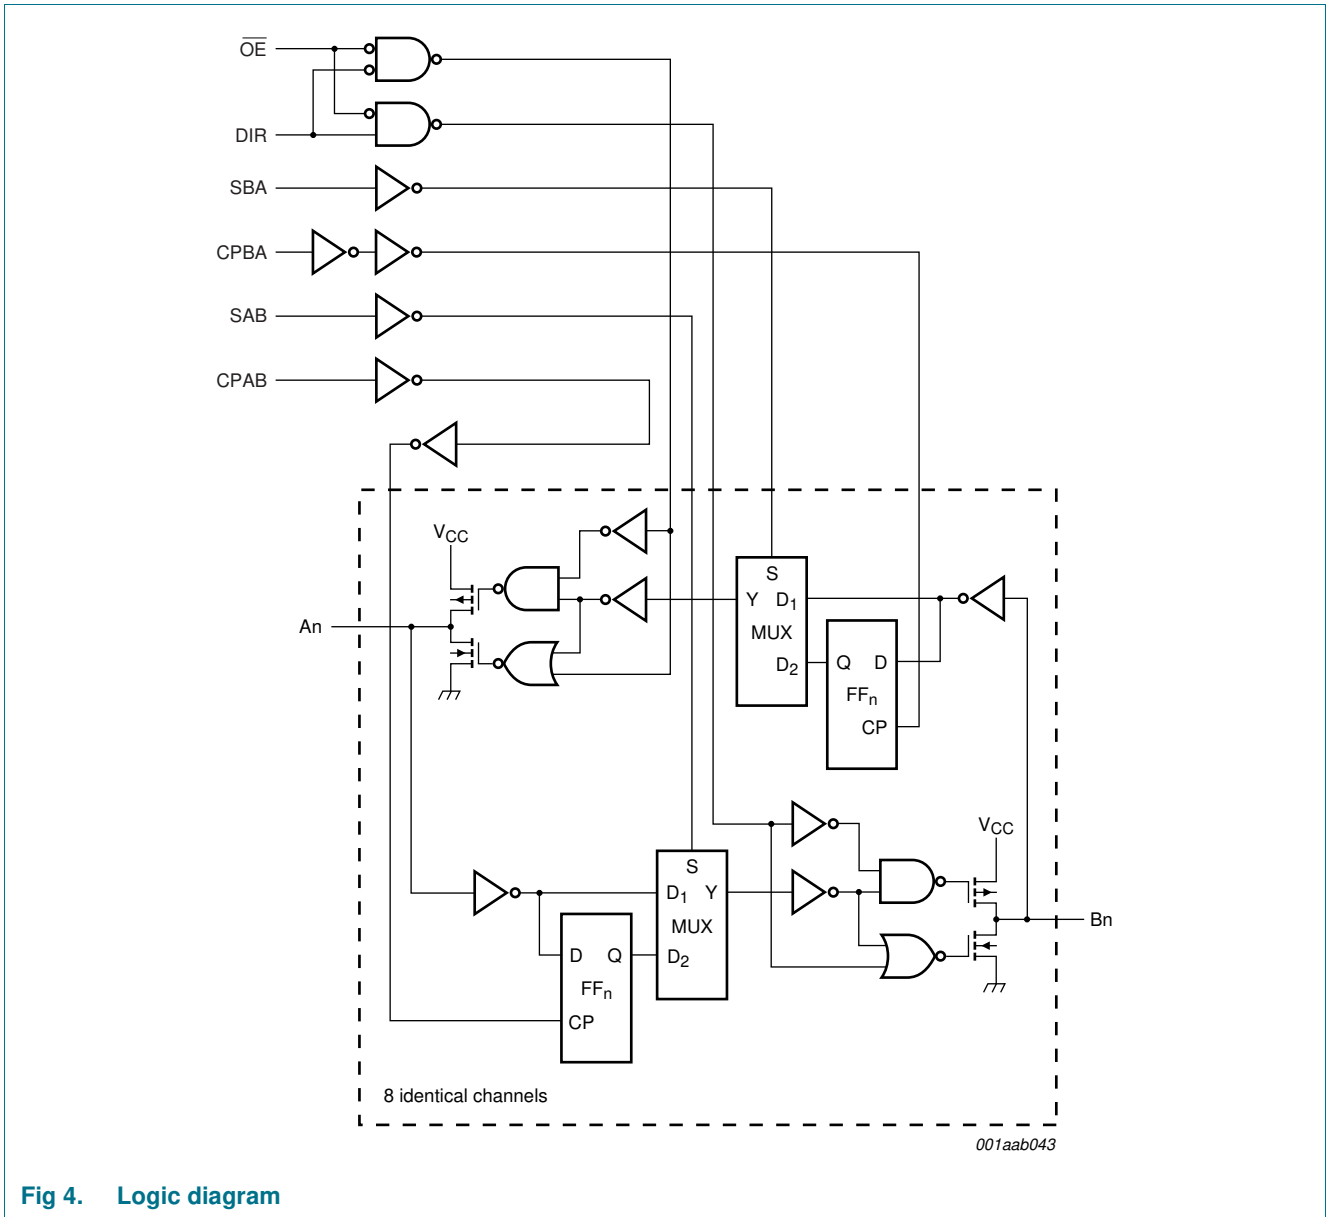 OE
DIR
SBA
CPBA
SAB
CPAB
VCC
S
Y D1
An
MUX
D2
Q D
FFn
CP
VCC
S
D1 Y
Bn
MUX
D Q
D2
FFn
CP
8 identical channels
001aab043
Fig 4. Logic diagram